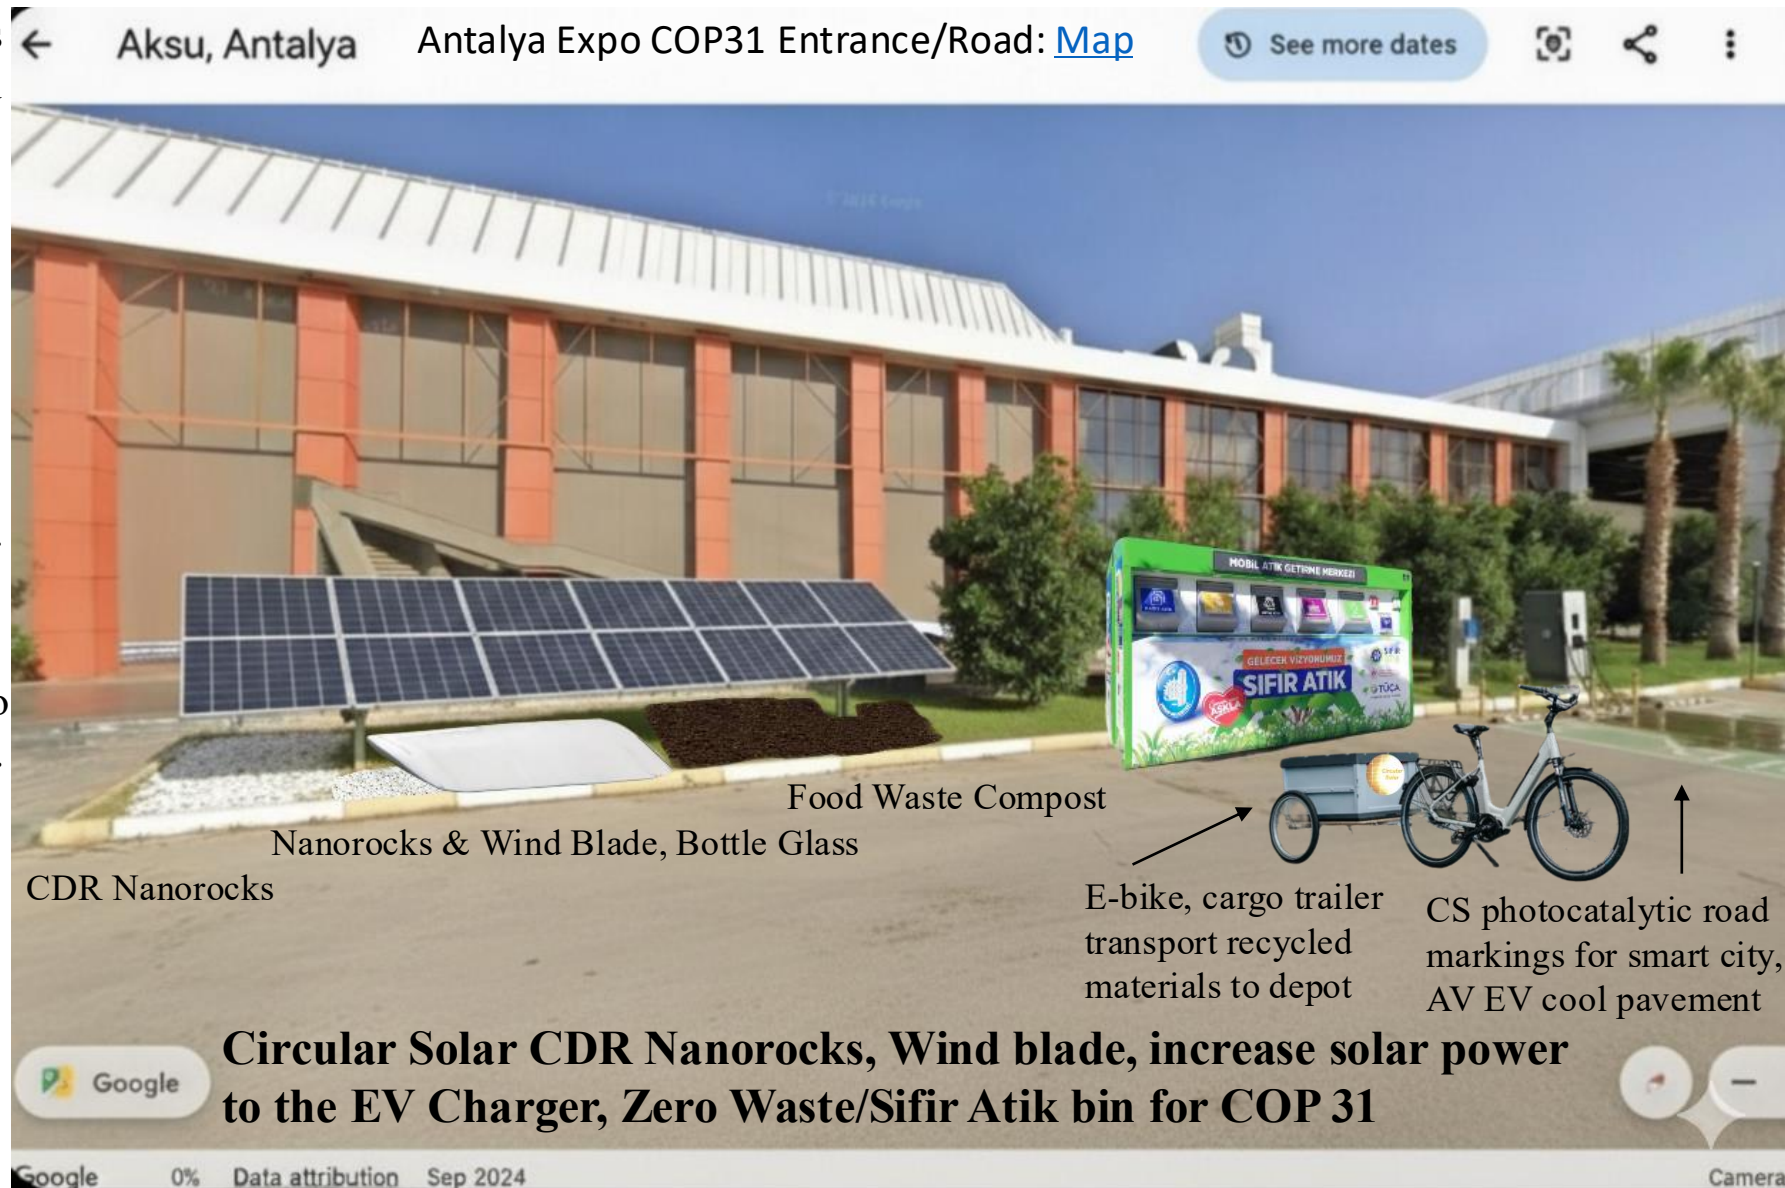 Aksu, Antalya
Antalya Expo COP31 Entrance/Road: Map
See more dates
MOBİL ATIK GETİRME MERKEZİ
GELECEK VİZYONUMUZ
SIFIR ATIK
AŞKLA
TÜÇA
Circular
Solar
Food Waste Compost
Nanorocks & Wind Blade, Bottle Glass
CDR Nanorocks
E-bike, cargo trailer
transport recycled
materials to depot
CS photocatalytic road
markings for smart city,
AV EV cool pavement
Circular Solar CDR Nanorocks, Wind blade, increase solar power
to the EV Charger, Zero Waste/Sifir Atik bin for COP 31
Google
Google 0% Data attribution Sep 2024 Camera